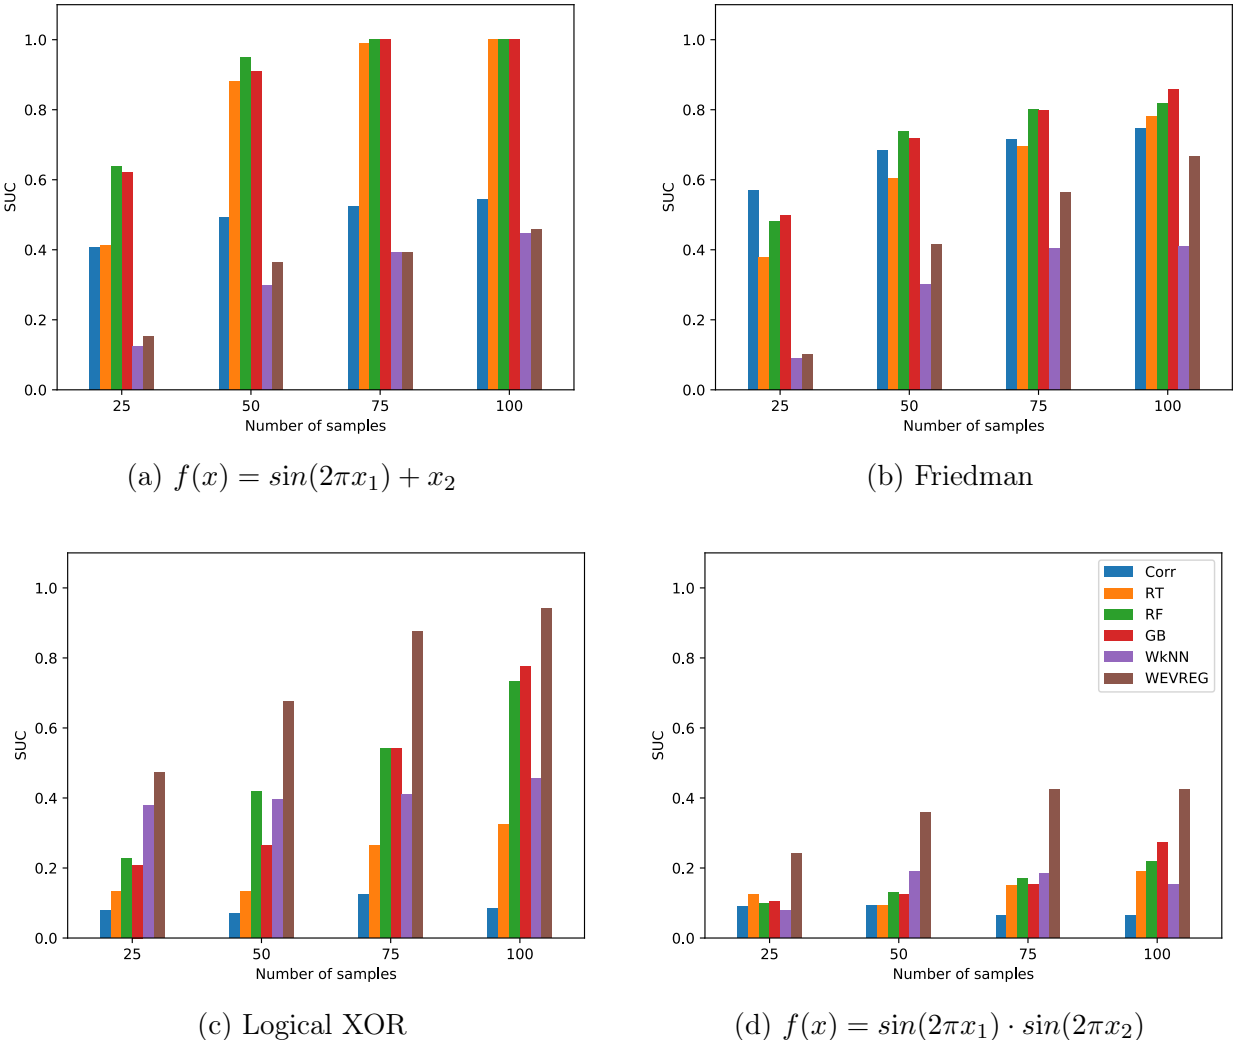 1.0
0.8
0.6
0.4
0.2
0.0
SUC
25 50 75 100
Number of samples
(a) f(x) = sin(2πx₁) + x₂
1.0
0.8
0.6
0.4
0.2
0.0
SUC
25 50 75 100
Number of samples
(b) Friedman
1.0
0.8
0.6
0.4
0.2
0.0
SUC
25 50 75 100
Number of samples
(c) Logical XOR
1.0
0.8
0.6
0.4
0.2
0.0
SUC
Corr
RT
RF
GB
WkNN
WEVREG
25 50 75 100
Number of samples
(d) f(x) = sin(2πx₁) · sin(2πx₂)